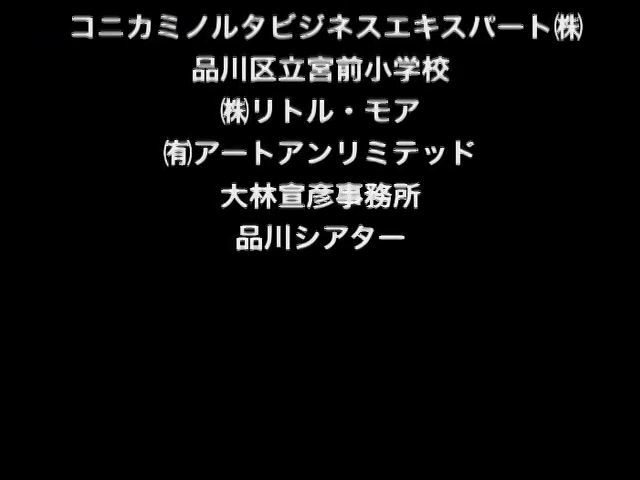 コニカミノルタビジネスエキスパート㈱
品川区立宮前小学校
㈱リトル・モア
㈲アートアンリミテッド
大林宣彦事務所
品川シアター